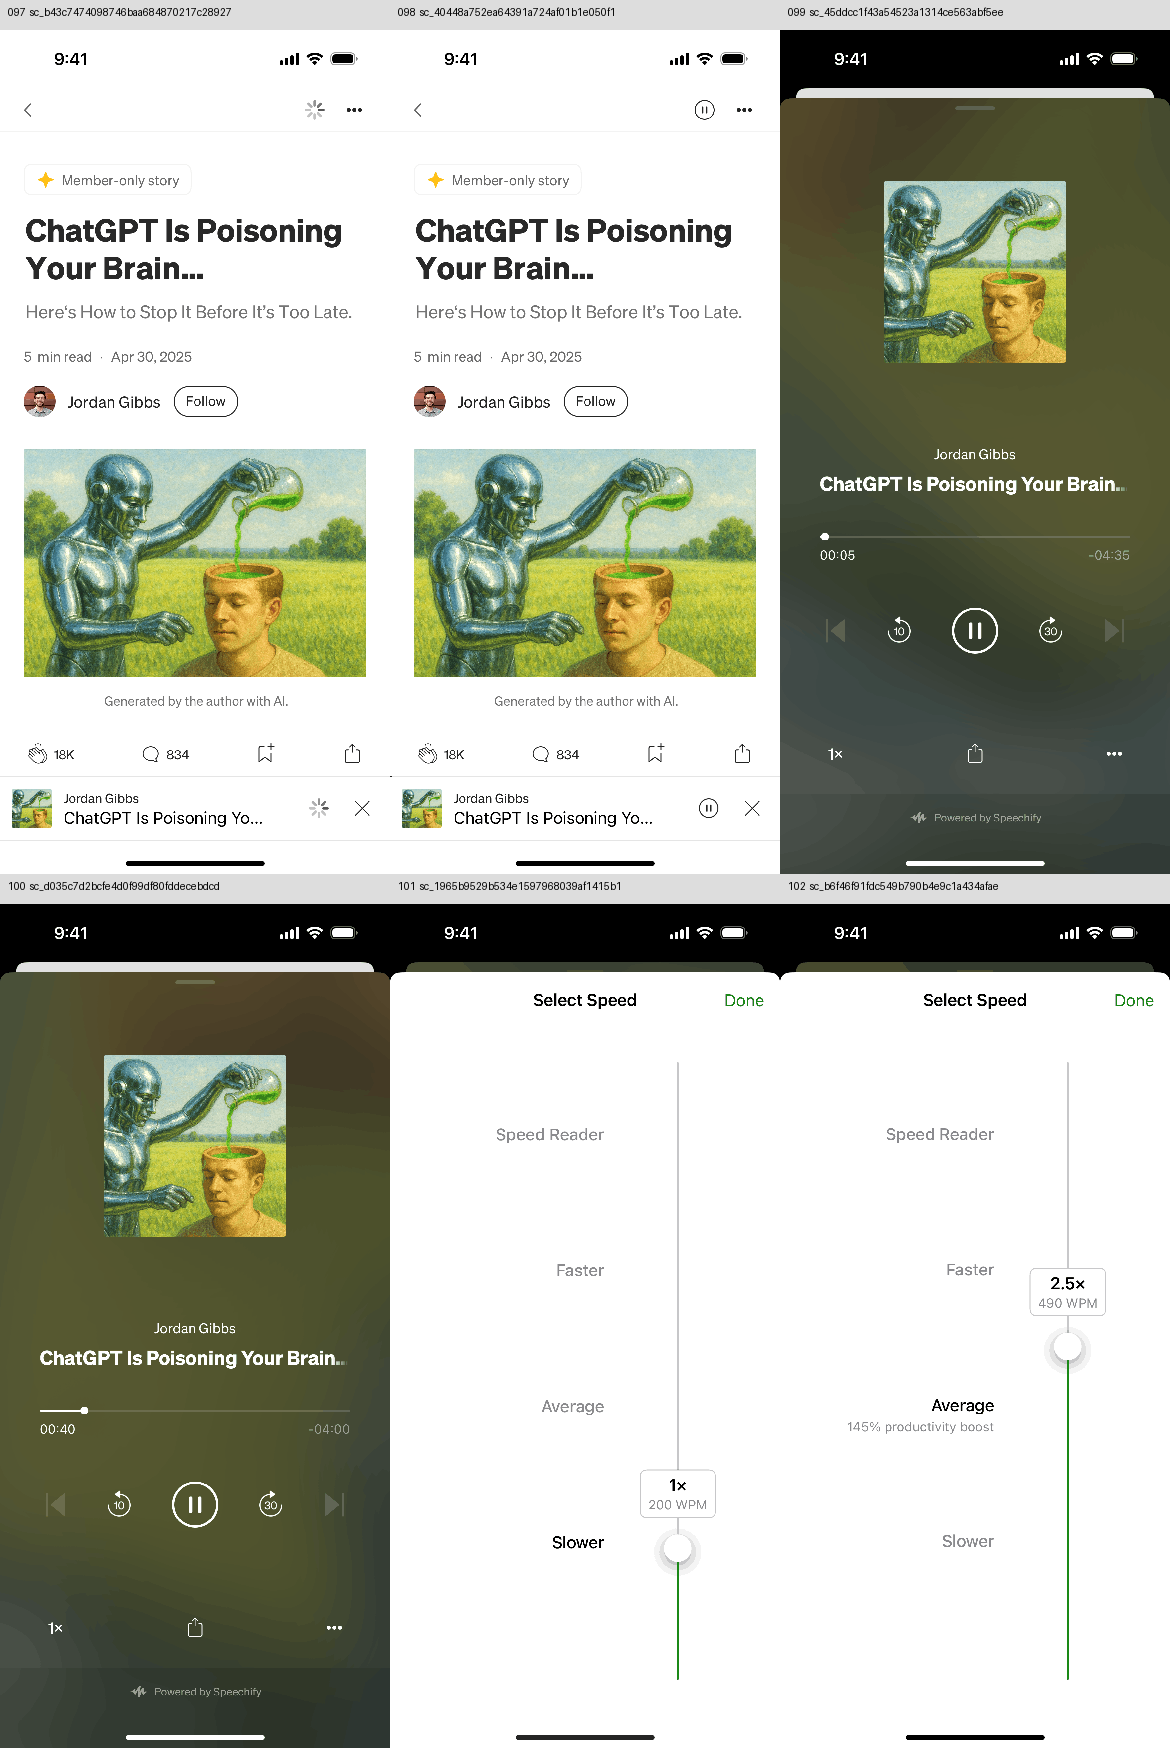 097 sc_b43c7474098746baa684870217c28927
9:41
Member-only story
ChatGPT Is Poisoning
Your Brain...
Here's How to Stop It Before It's Too Late.
5 min read · Apr 30, 2025
Jordan Gibbs
Follow
Generated by the author with AI.
18K
834
Jordan Gibbs
ChatGPT Is Poisoning Yo...
098 sc_40448a752ea64391a724af01b1e050f1
9:41
Member-only story
ChatGPT Is Poisoning
Your Brain...
Here's How to Stop It Before It's Too Late.
5 min read · Apr 30, 2025
Jordan Gibbs
Follow
Generated by the author with AI.
18K
834
Jordan Gibbs
ChatGPT Is Poisoning Yo...
099 sc_45ddcc1f43a54523a1314ce563abf5ee
9:41
Jordan Gibbs
ChatGPT Is Poisoning Your Brain...
00:05
-04:35
10
30
1×
Powered by Speechify
100 sc_d035c7d2bcfe4d0f99df80fddecebdcd
9:41
Jordan Gibbs
ChatGPT Is Poisoning Your Brain...
00:40
-04:00
10
30
1×
Powered by Speechify
101 sc_1965b9529b534e1597968039af1415b1
9:41
Select Speed
Done
Speed Reader
Faster
Average
1×
200 WPM
Slower
102 sc_b6f46f91fdc549b790b4e9c1a434afae
9:41
Select Speed
Done
Speed Reader
Faster
2.5×
490 WPM
Average
145% productivity boost
Slower